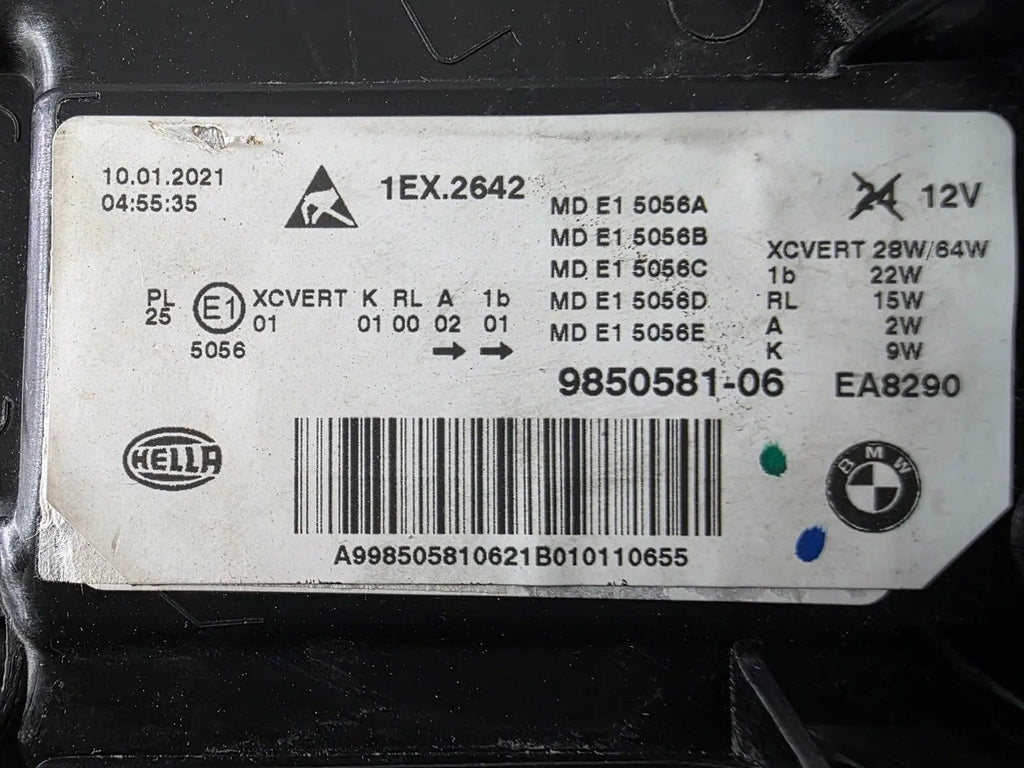 10.01.2021
04:55:35
1EX.2642
24 12V
MD E1 5056A
MD E1 5056B
MD E1 5056C
MD E1 5056D
MD E1 5056E
XCVERT 28W/64W
1b 22W
RL 15W
A 2W
K 9W
PL
25
E1
5056
XCVERT K RL A 1b
01 01 00 02 01
9850581-06 EA8290
HELLA
BMW
A998505810621B010110655